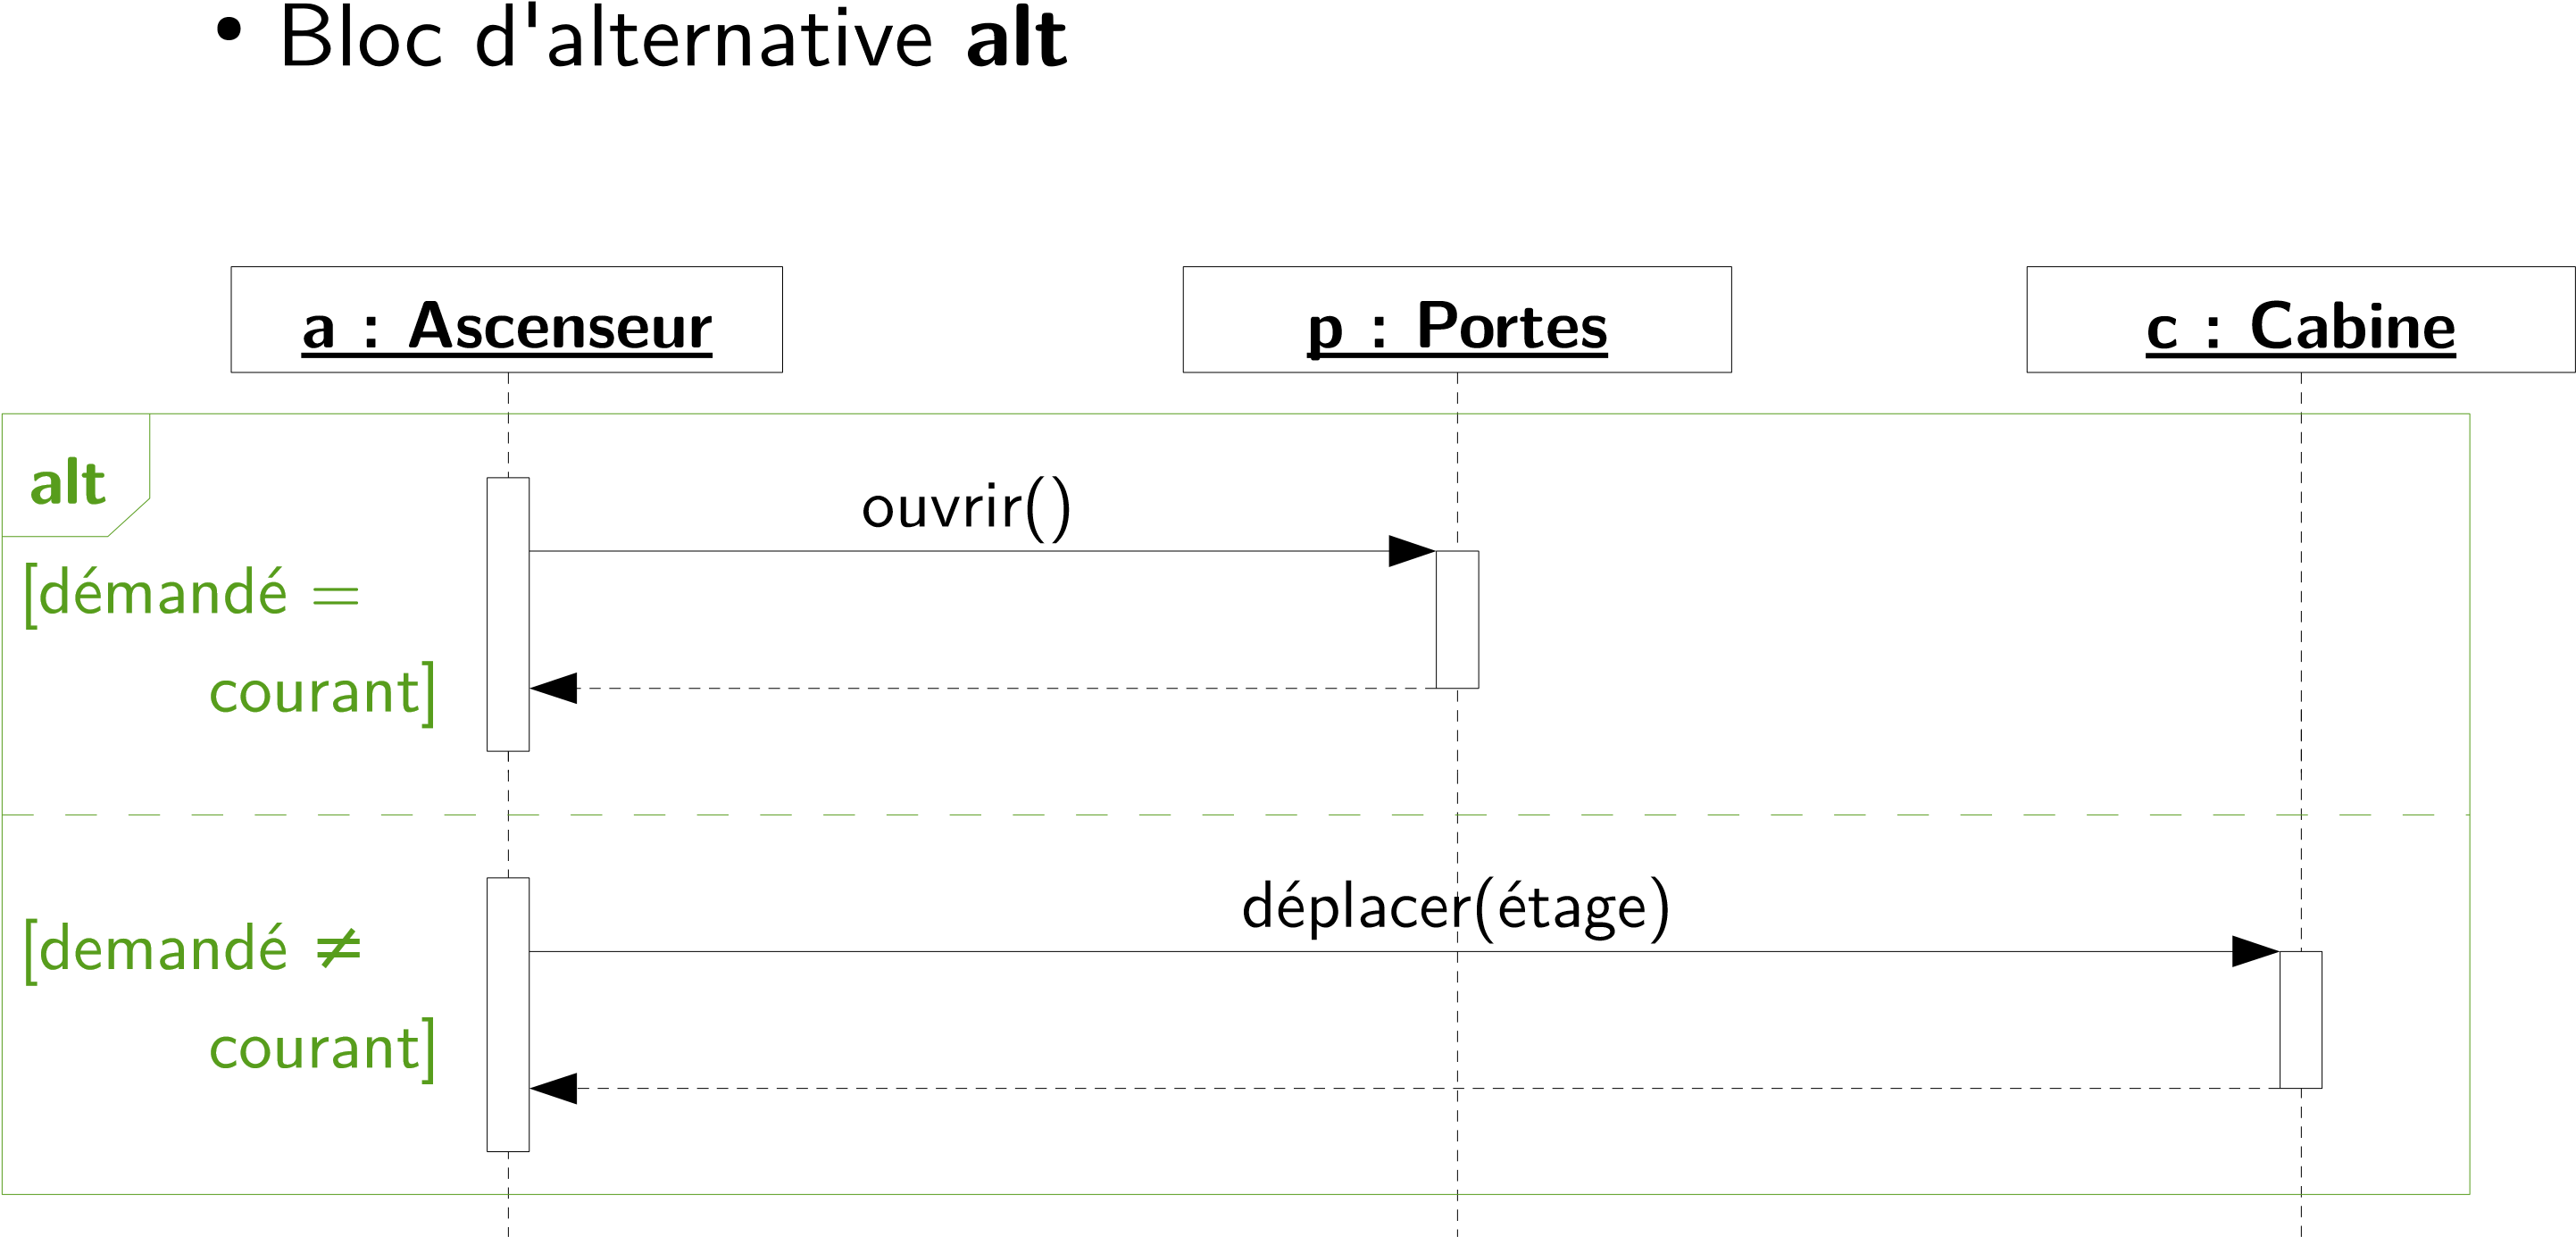 • Bloc d'alternative alt
a : Ascenseur
p : Portes
c : Cabine
alt
ouvrir()
[démandé =
courant]
déplacer(étage)
[demandé ≠
courant]